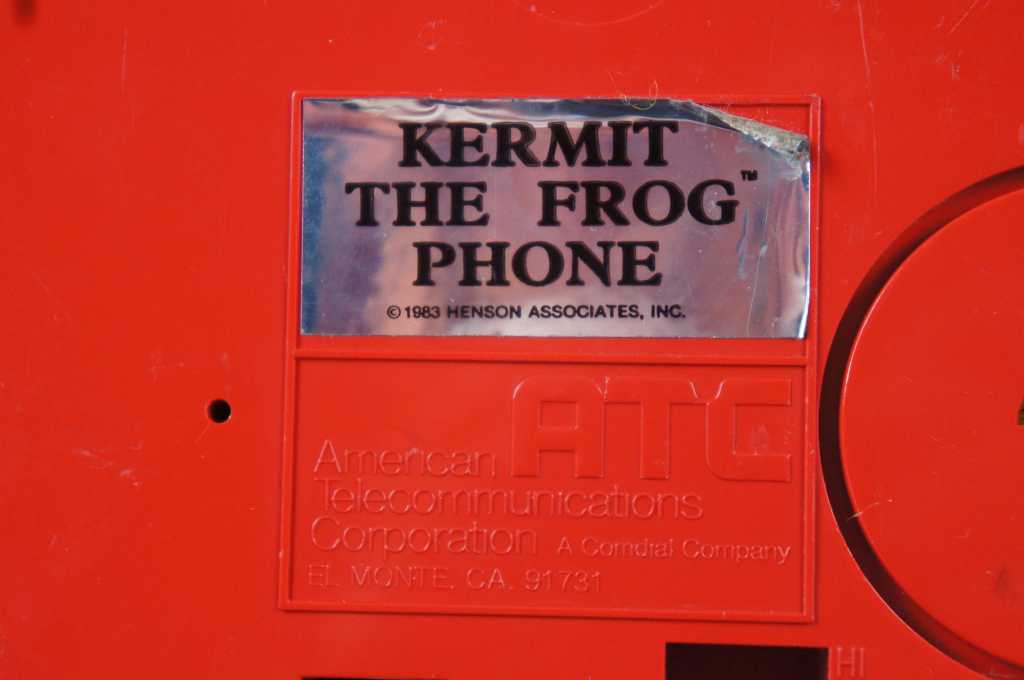 KERMIT
THE FROG™
PHONE
© 1983 HENSON ASSOCIATES, INC.
ATC
American
Telecommunications
Corporation A Comdial Company
EL MONTE, CA. 91731
HI